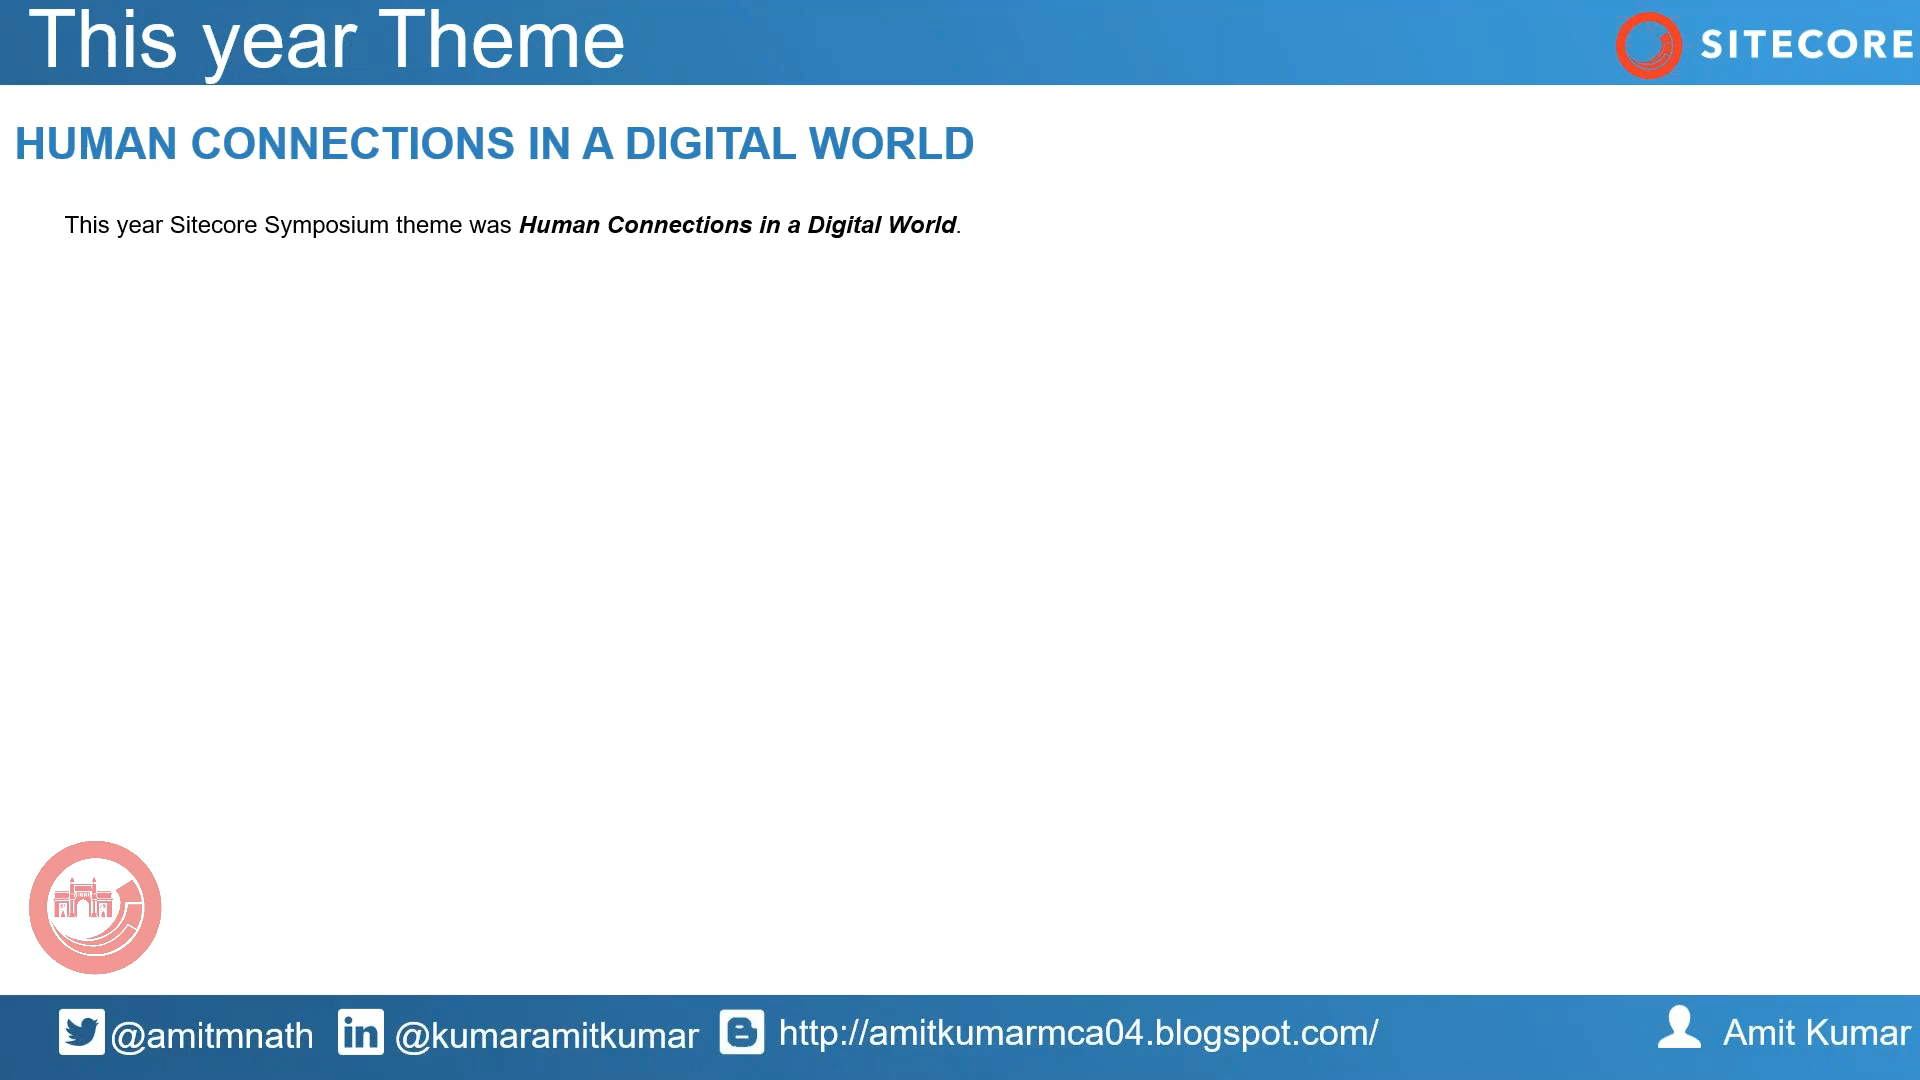 This year Theme
SITECORE
HUMAN CONNECTIONS IN A DIGITAL WORLD
This year Sitecore Symposium theme was Human Connections in a Digital World.
@amitmnath
@kumaramitkumar
http://amitkumarmca04.blogspot.com/
Amit Kumar